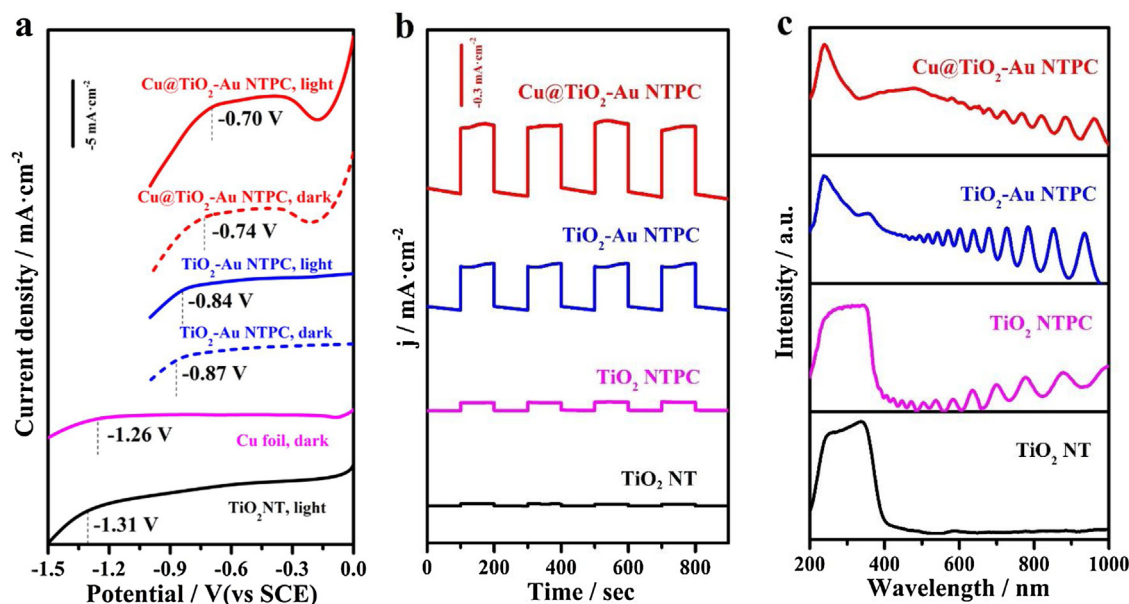 a
-5 mA·cm⁻²
Cu@TiO₂-Au NTPC, light
-0.70 V
Cu@TiO₂-Au NTPC, dark
-0.74 V
TiO₂-Au NTPC, light
-0.84 V
TiO₂-Au NTPC, dark
-0.87 V
-1.26 V
Cu foil, dark
TiO₂NT, light
-1.31 V
Current density / mA·cm⁻²
-1.5 -1.2 -0.9 -0.6 -0.3 0.0
Potential / V(vs SCE)
b
-0.3 mA·cm⁻²
Cu@TiO₂-Au NTPC
TiO₂-Au NTPC
TiO₂ NTPC
TiO₂ NT
j / mA·cm⁻²
0 200 400 600 800
Time / sec
c
Cu@TiO₂-Au NTPC
TiO₂-Au NTPC
TiO₂ NTPC
TiO₂ NT
Intensity / a.u.
200 400 600 800 1000
Wavelength / nm